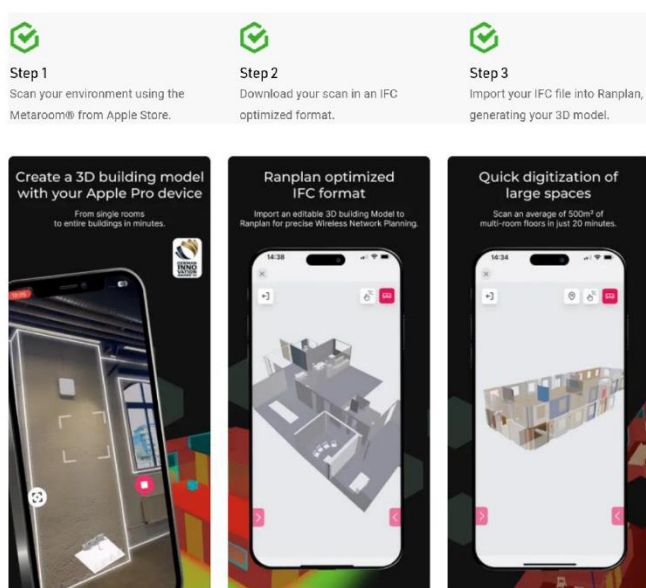 Step 1
Scan your environment using the
Metaroom® from Apple Store.
Step 2
Download your scan in an IFC
optimized format.
Step 3
Import your IFC file into Ranplan,
generating your 3D model.
Create a 3D building model
with your Apple Pro device
From single rooms
to entire buildings in minutes.
GERMAN
INNO
VATION
Ranplan optimized
IFC format
Import an editable 3D building Model to
Ranplan for precise Wireless Network Planning.
14:38
Quick digitization of
large spaces
Scan an average of 500m² of
multi-room floors in just 20 minutes.
14:34